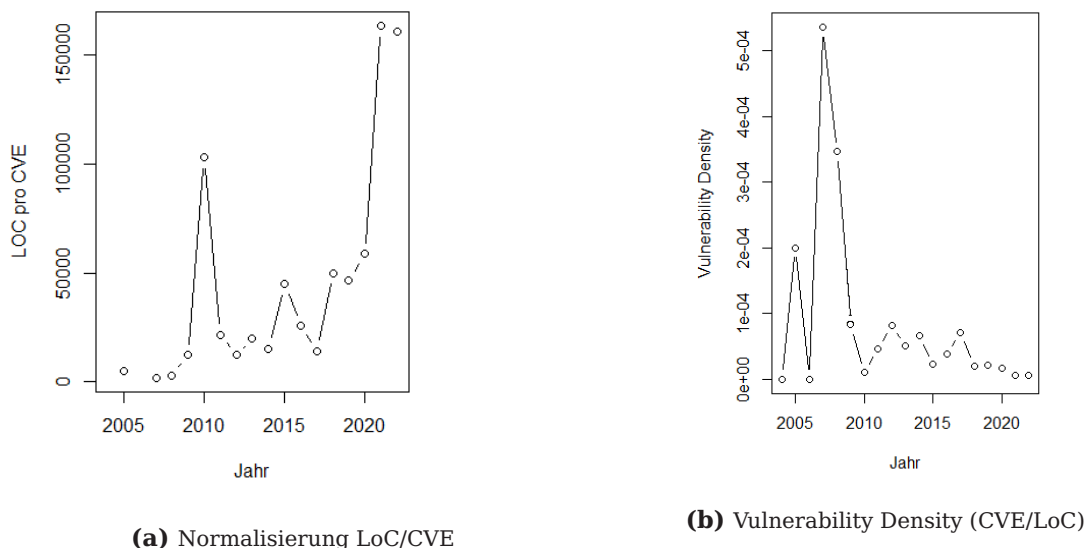 LOC pro CVE
0
50000
100000
150000
2005 2010 2015 2020
Jahr
(a) Normalisierung LoC/CVE
Vulnerability Density
0e+00
1e-04
2e-04
3e-04
4e-04
5e-04
2005 2010 2015 2020
Jahr
(b) Vulnerability Density (CVE/LoC)